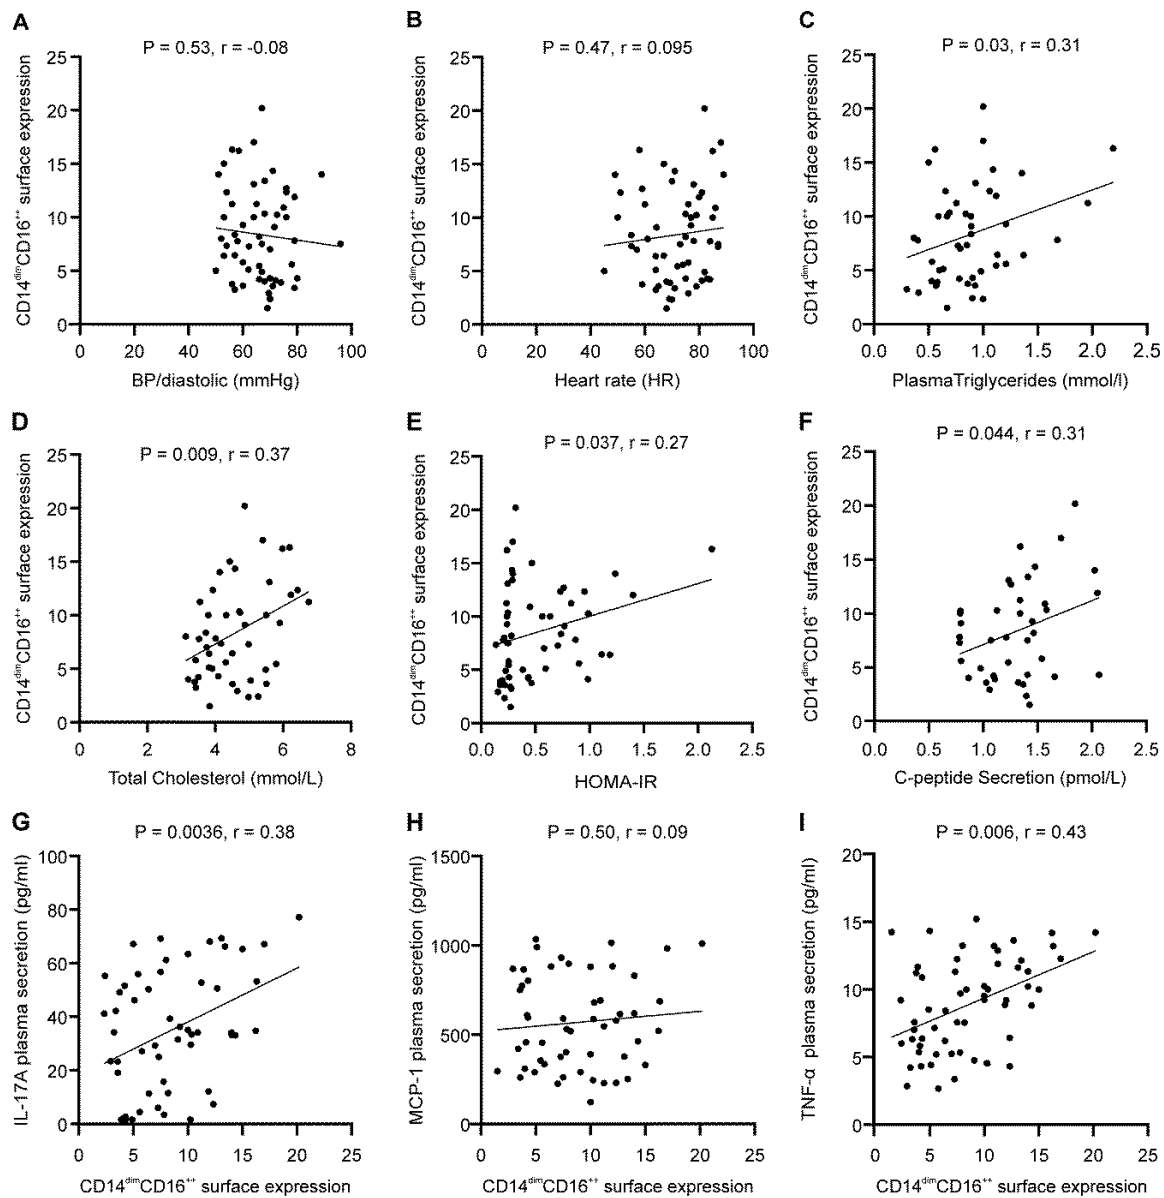 A
P = 0.53, r = -0.08
CD14dimCD16++ surface expression
25
20
15
10
5
0
0 20 40 60 80 100
BP/diastolic (mmHg)
B
P = 0.47, r = 0.095
CD14dimCD16++ surface expression
25
20
15
10
5
0
0 20 40 60 80 100
Heart rate (HR)
C
P = 0.03, r = 0.31
CD14dimCD16++ surface expression
25
20
15
10
5
0
0.0 0.5 1.0 1.5 2.0 2.5
PlasmaTriglycerides (mmol/l)
D
P = 0.009, r = 0.37
CD14dimCD16++ surface expression
25
20
15
10
5
0
0 2 4 6 8
Total Cholesterol (mmol/L)
E
P = 0.037, r = 0.27
CD14dimCD16++ surface expression
25
20
15
10
5
0
0.0 0.5 1.0 1.5 2.0 2.5
HOMA-IR
F
P = 0.044, r = 0.31
CD14dimCD16++ surface expression
25
20
15
10
5
0
0.0 0.5 1.0 1.5 2.0 2.5
C-peptide Secretion (pmol/L)
G
P = 0.0036, r = 0.38
IL-17A plasma secretion (pg/ml)
100
80
60
40
20
0
0 5 10 15 20 25
CD14dimCD16++ surface expression
H
P = 0.50, r = 0.09
MCP-1 plasma secretion (pg/ml)
1500
1000
500
0
0 5 10 15 20 25
CD14dimCD16++ surface expression
I
P = 0.006, r = 0.43
TNF-α plasma secretion (pg/ml)
20
15
10
5
0
0 5 10 15 20 25
CD14dimCD16++ surface expression